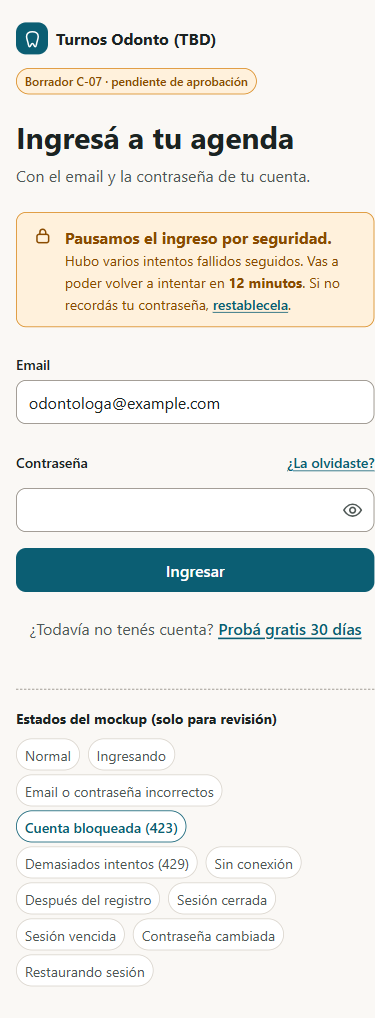 Turnos Odonto (TBD)
Borrador C-07 · pendiente de aprobación
Ingresá a tu agenda
Con el email y la contraseña de tu cuenta.
Pausamos el ingreso por seguridad.
Hubo varios intentos fallidos seguidos. Vas a
poder volver a intentar en 12 minutos. Si no
recordás tu contraseña, restablecela.
Email
odontologa@example.com
Contraseña
¿La olvidaste?
Ingresar
¿Todavía no tenés cuenta? Probá gratis 30 días
Estados del mockup (solo para revisión)
Normal
Ingresando
Email o contraseña incorrectos
Cuenta bloqueada (423)
Demasiados intentos (429)
Sin conexión
Después del registro
Sesión cerrada
Sesión vencida
Contraseña cambiada
Restaurando sesión